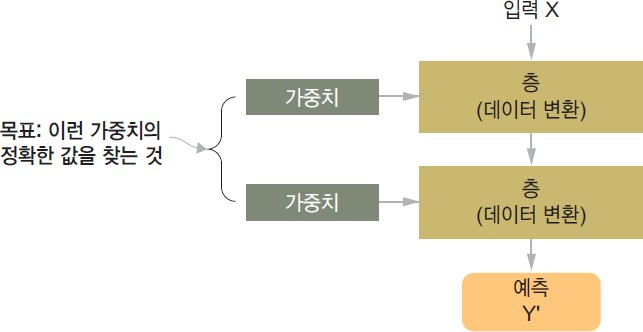 입력 X
가중치
층
(데이터 변환)
목표: 이런 가중치의
정확한 값을 찾는 것
가중치
층
(데이터 변환)
예측
Y'